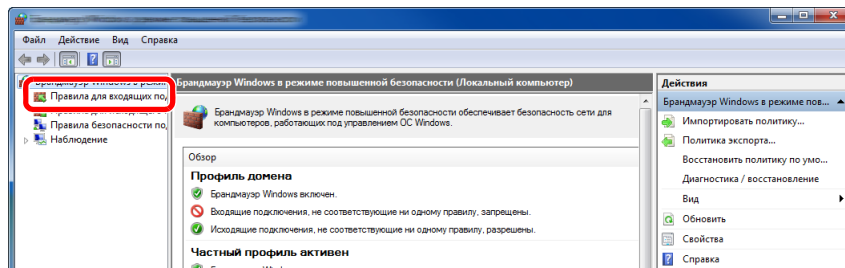 Файл Действие Вид Справка
Брандмауэр Windows в режи
Правила для входящих по
Правила безопасности по
Наблюдение
Брандмауэр Windows в режиме повышенной безопасности (Локальный компьютер)
Брандмауэр Windows в режиме повышенной безопасности обеспечивает безопасность сети для
компьютеров, работающих под управлением ОС Windows.
Обзор
Профиль домена
Брандмауэр Windows включен.
Входящие подключения, не соответствующие ни одному правилу, запрещены.
Исходящие подключения, не соответствующие ни одному правилу, разрешены.
Частный профиль активен
Действия
Брандмауэр Windows в режиме пов...
Импортировать политику...
Политика экспорта...
Восстановить политику по умо...
Диагностика / восстановление
Вид
Обновить
Свойства
Справка